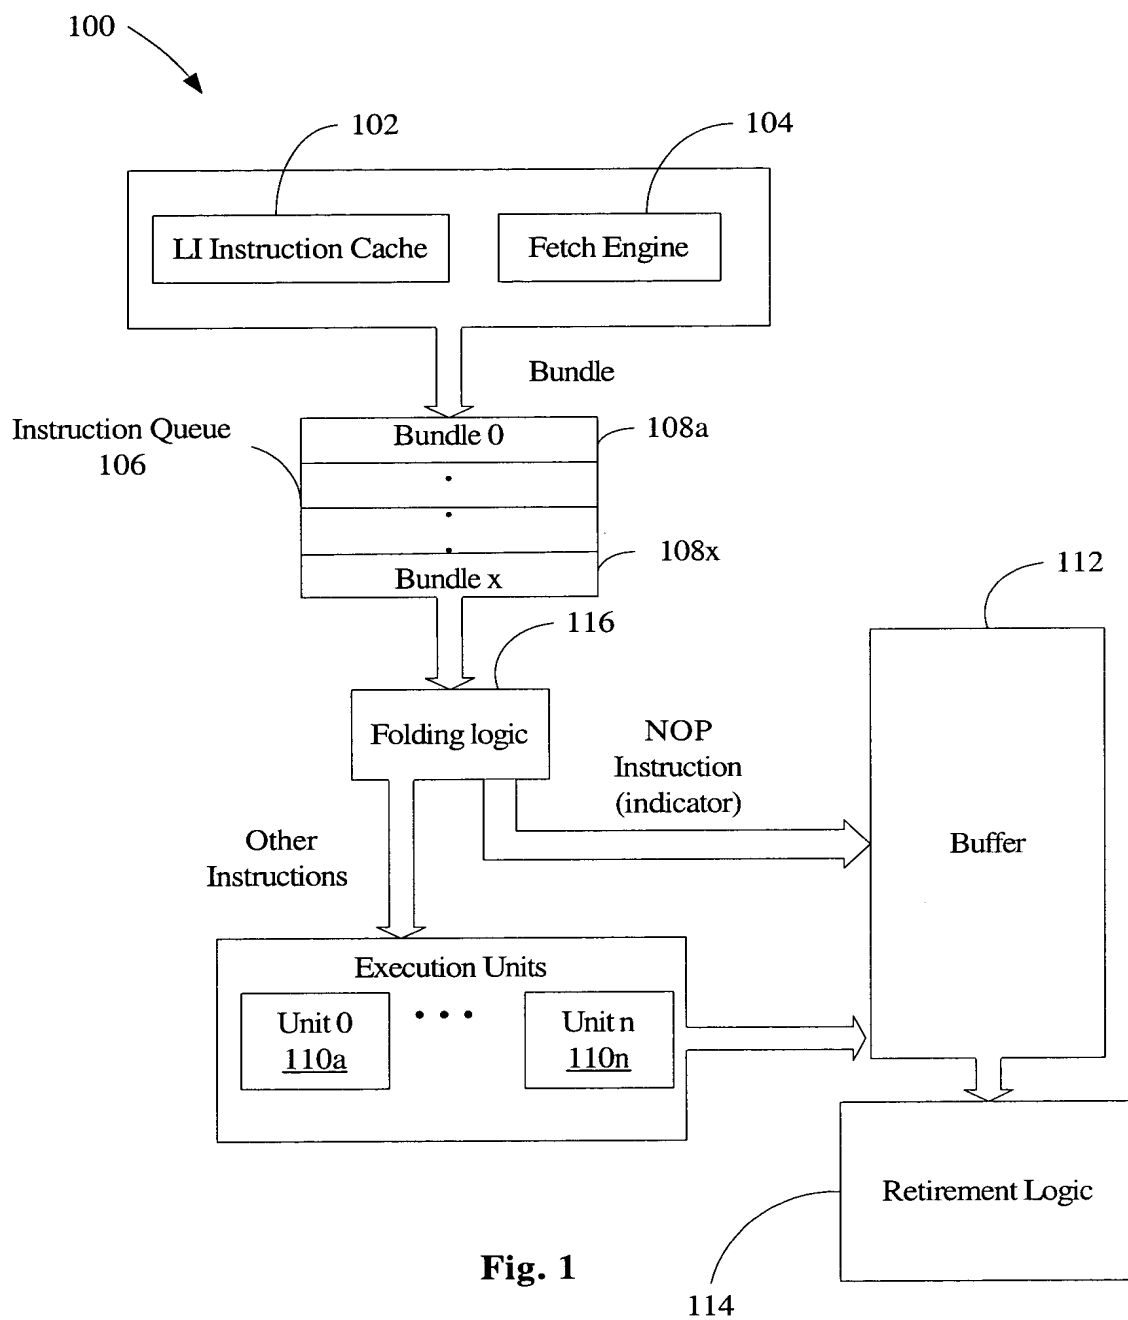 100
102
104
LI Instruction Cache
Fetch Engine
Bundle
Instruction Queue
106
Bundle 0
108a
Bundle x
108x
116
112
Folding logic
NOP
Instruction
(indicator)
Buffer
Other
Instructions
Execution Units
Unit 0
110a
Unit n
110n
Retirement Logic
Fig. 1
114